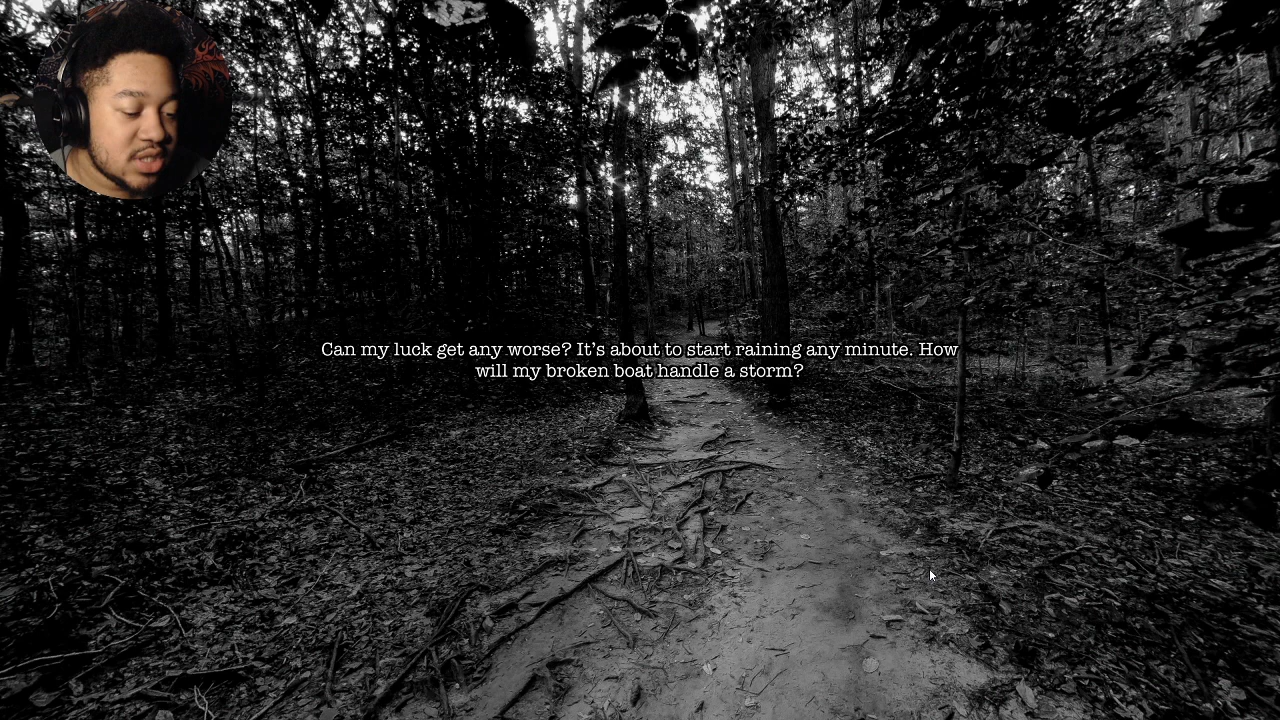 Can my luck get any worse? It's about to start raining any minute. How
will my broken boat handle a storm?